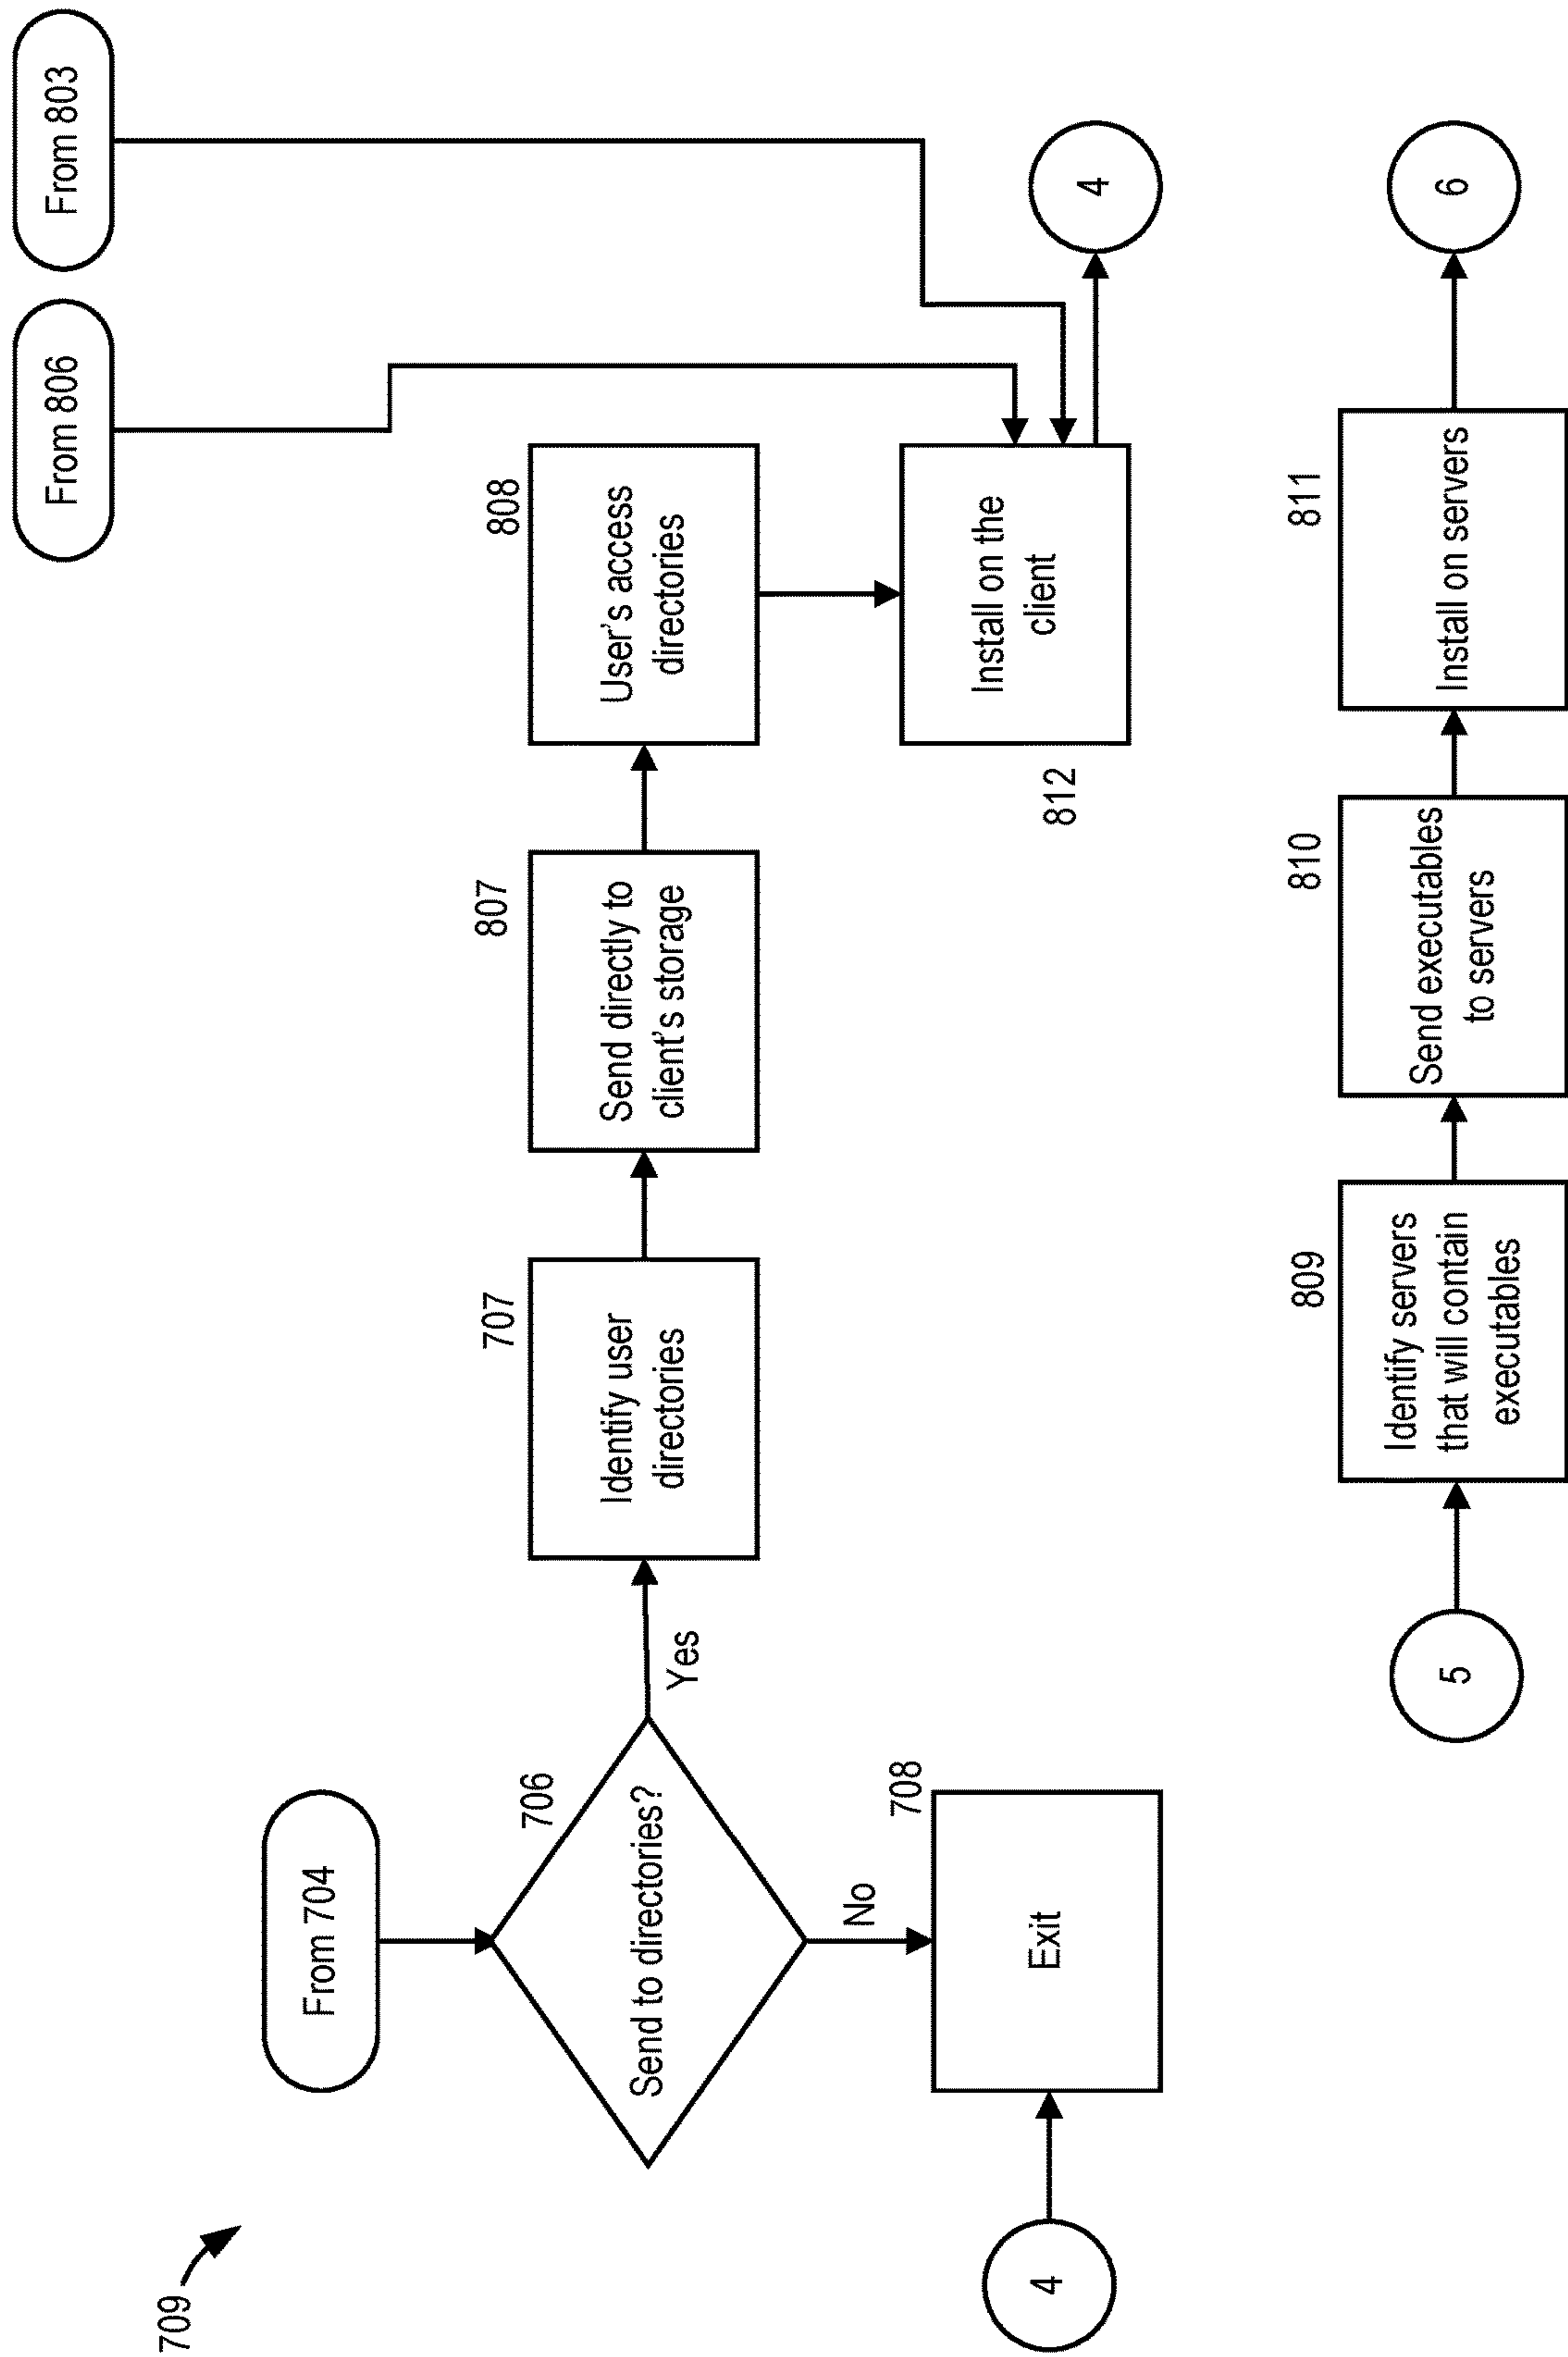 709
From 806
From 803
From 704
706
Send to directories?
Yes
No
707
Identify user
directories
807
Send directly to
client's storage
808
User's access
directories
708
Exit
4
812
Install on the
client
4
5
809
Identify servers
that will contain
executables
810
Send executables
to servers
811
Install on servers
6